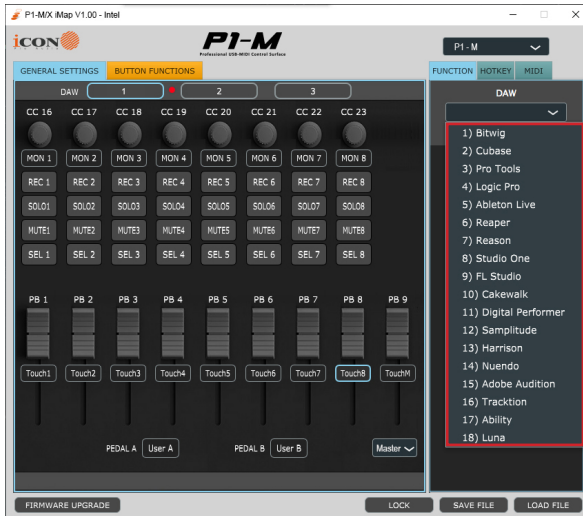 P1-M/X iMap V1.00 - Intel
iCON
PRO AUDIO
P1-M
Professional USB-MIDI Control Surface
P1-M
GENERAL SETTINGS BUTTON FUNCTIONS
FUNCTION HOTKEY MIDI
DAW 1 2 3
DAW
CC 16 CC 17 CC 18 CC 19 CC 20 CC 21 CC 22 CC 23
MON 1 MON 2 MON 3 MON 4 MON 5 MON 6 MON 7 MON 8
REC 1 REC 2 REC 3 REC 4 REC 5 REC 6 REC 7 REC 8
SOLO1 SOLO2 SOLO3 SOLO4 SOLO5 SOLO6 SOLO7 SOLO8
MUTE1 MUTE2 MUTE3 MUTE4 MUTE5 MUTE6 MUTE7 MUTE8
SEL 1 SEL 2 SEL 3 SEL 4 SEL 5 SEL 6 SEL 7 SEL 8
PB 1 PB 2 PB 3 PB 4 PB 5 PB 6 PB 7 PB 8 PB 9
Touch1 Touch2 Touch3 Touch4 Touch5 Touch6 Touch7 Touch8 TouchM
PEDAL A User A PEDAL B User B Master
1) Bitwig
2) Cubase
3) Pro Tools
4) Logic Pro
5) Ableton Live
6) Reaper
7) Reason
8) Studio One
9) FL Studio
10) Cakewalk
11) Digital Performer
12) Samplitude
13) Harrison
14) Nuendo
15) Adobe Audition
16) Tracktion
17) Ability
18) Luna
FIRMWARE UPGRADE LOCK SAVE FILE LOAD FILE